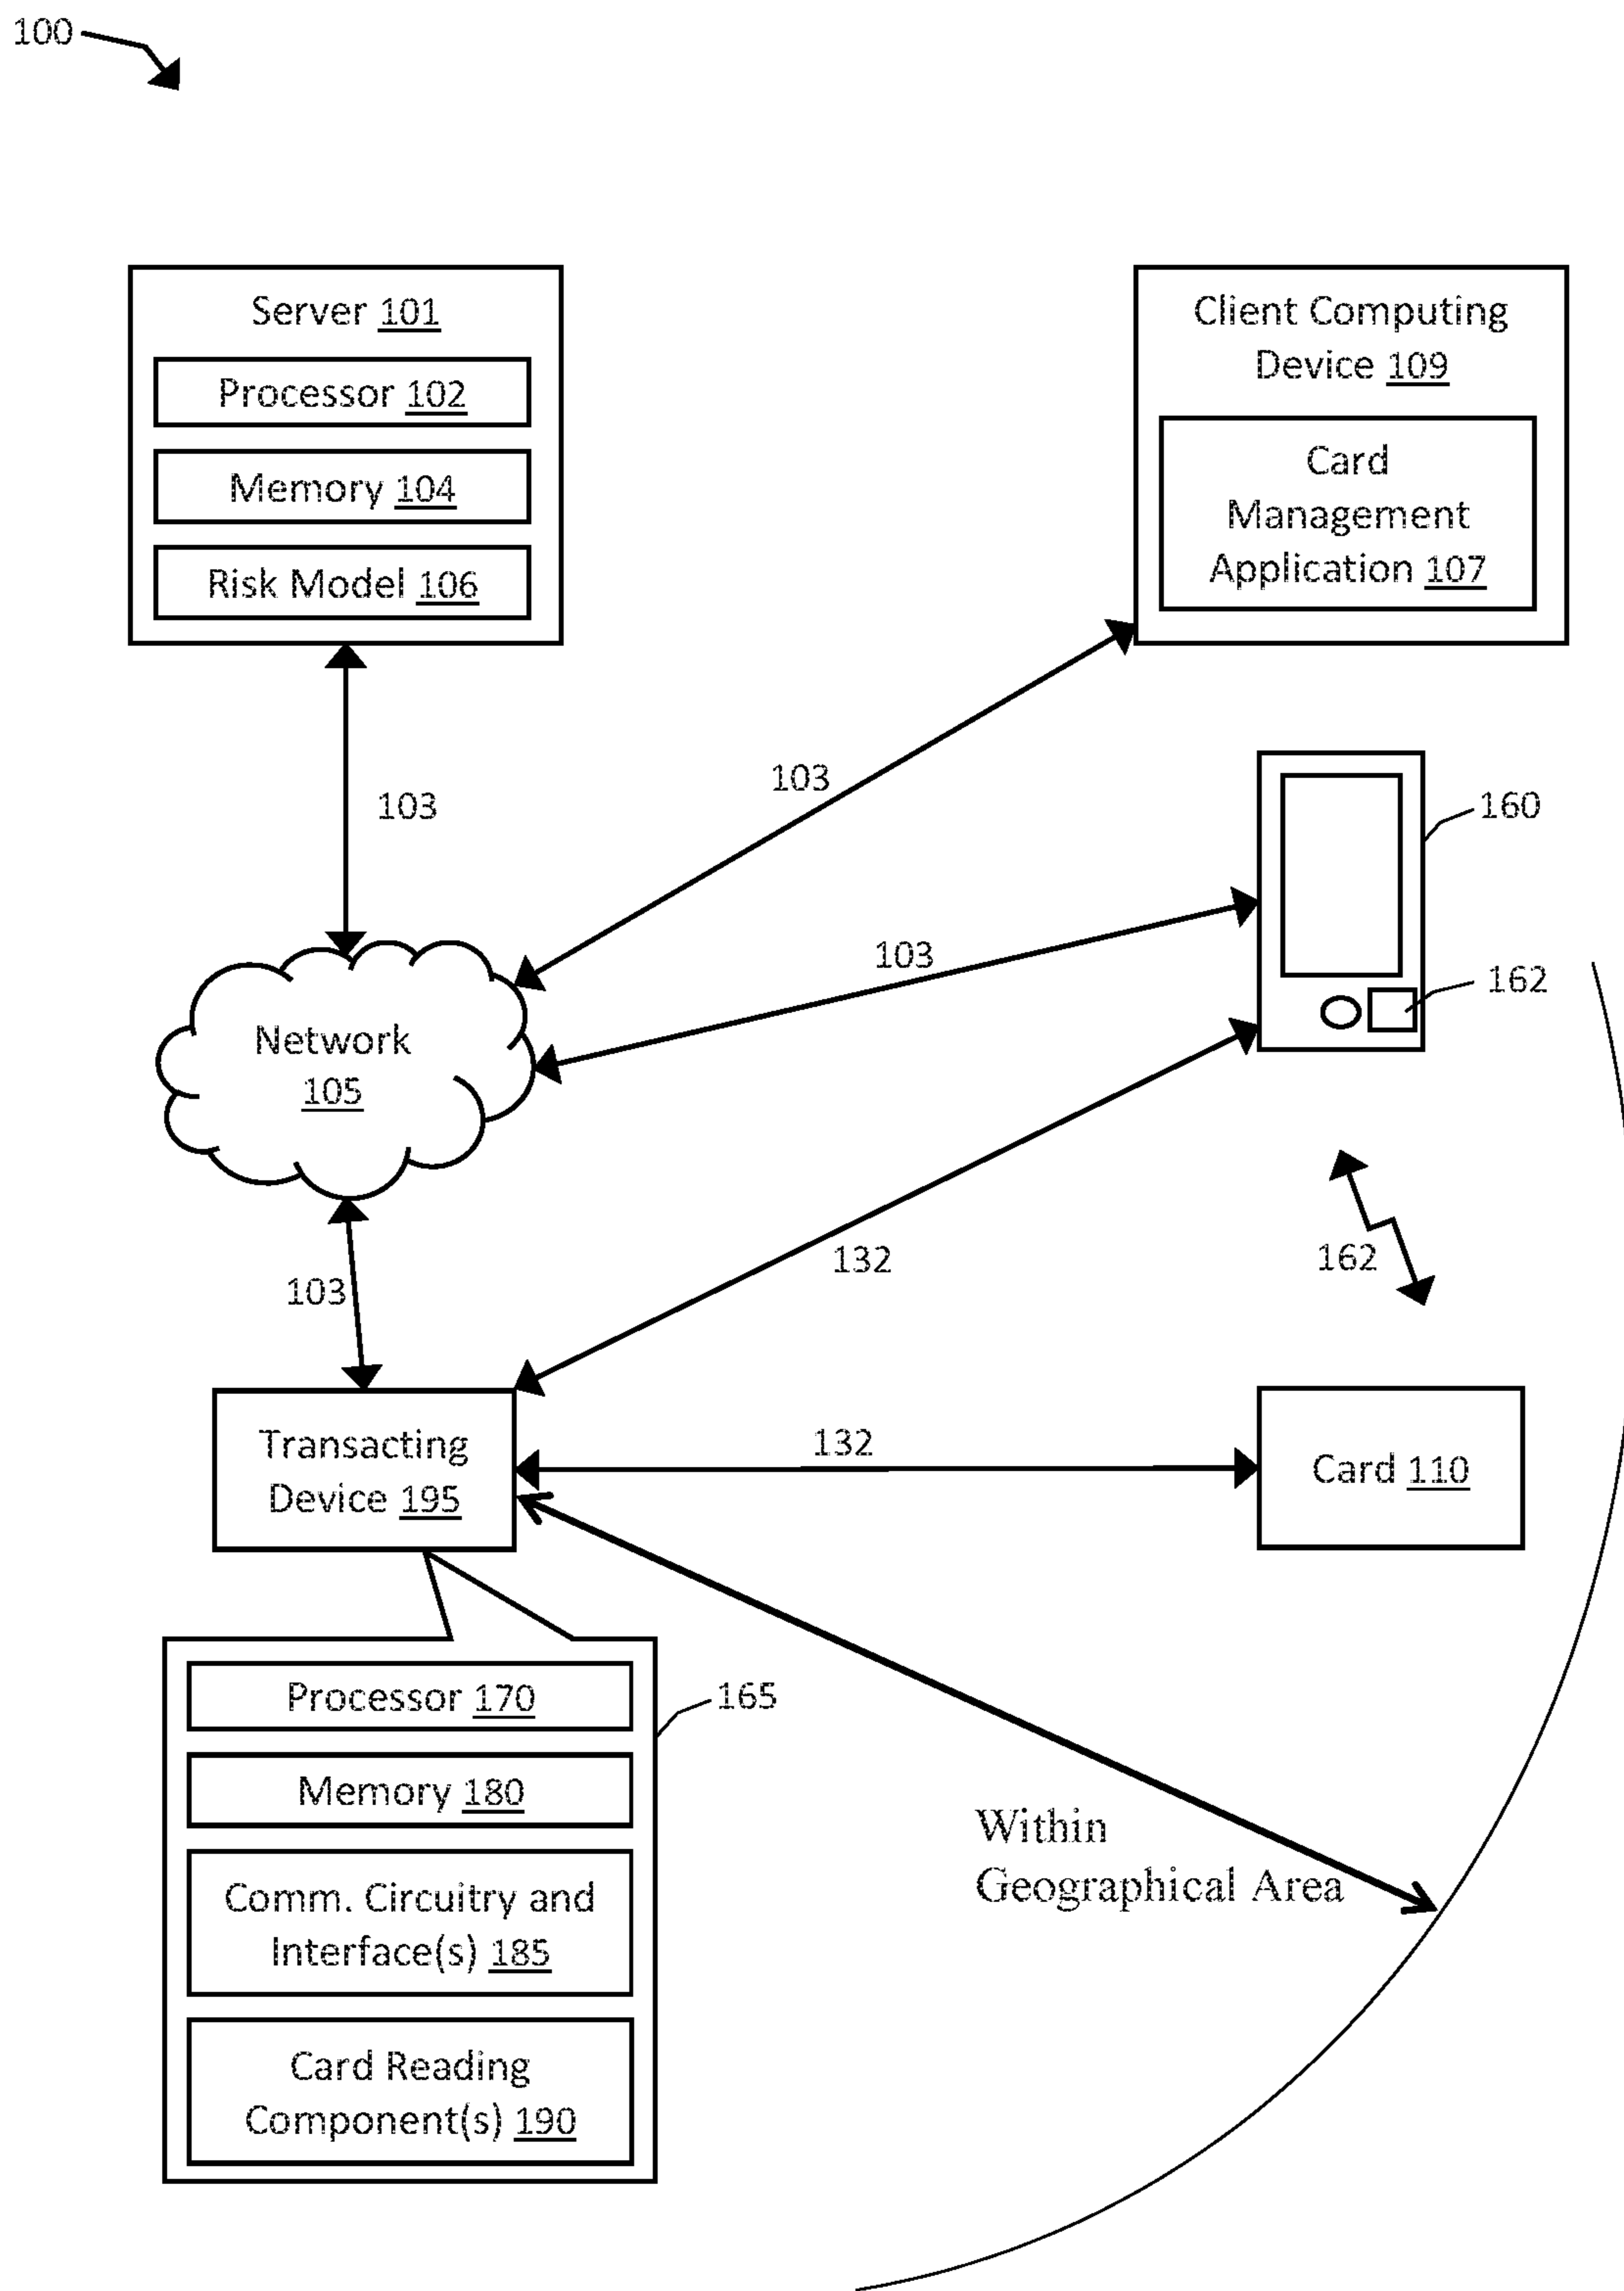 100
Server 101
Processor 102
Memory 104
Risk Model 106
Client Computing
Device 109
Card
Management
Application 107
103
103
160
103
162
Network
105
132
162
103
Transacting
Device 195
132
Card 110
Processor 170
165
Memory 180
Comm. Circuitry and
Interface(s) 185
Within
Geographical Area
Card Reading
Component(s) 190